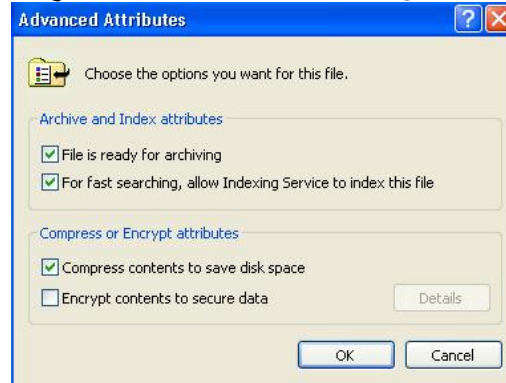 Advanced Attributes
Choose the options you want for this file.
Archive and Index attributes
File is ready for archiving
For fast searching, allow Indexing Service to index this file
Compress or Encrypt attributes
Compress contents to save disk space
Encrypt contents to secure data
Details
OK
Cancel